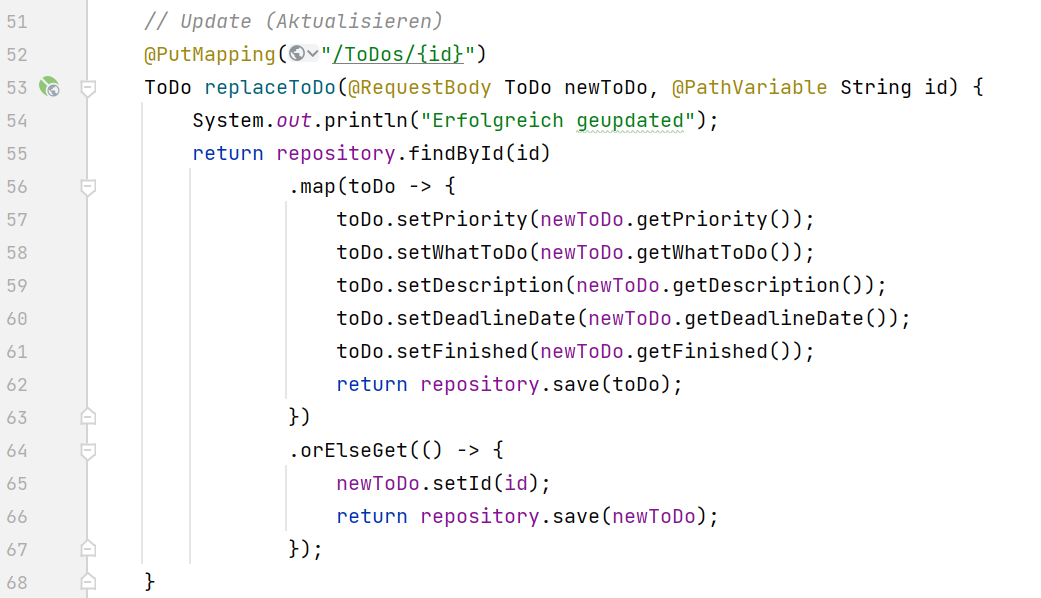 51 // Update (Aktualisieren)
52 @PutMapping("/ToDos/{id}")
53 ToDo replaceToDo(@RequestBody ToDo newToDo, @PathVariable String id) {
54 System.out.println("Erfolgreich geupdated");
55 return repository.findById(id)
56 .map(toDo -> {
57 toDo.setPriority(newToDo.getPriority());
58 toDo.setWhatToDo(newToDo.getWhatToDo());
59 toDo.setDescription(newToDo.getDescription());
60 toDo.setDeadlineDate(newToDo.getDeadlineDate());
61 toDo.setFinished(newToDo.getFinished());
62 return repository.save(toDo);
63 })
64 .orElseGet(() -> {
65 newToDo.setId(id);
66 return repository.save(newToDo);
67 });
68 }